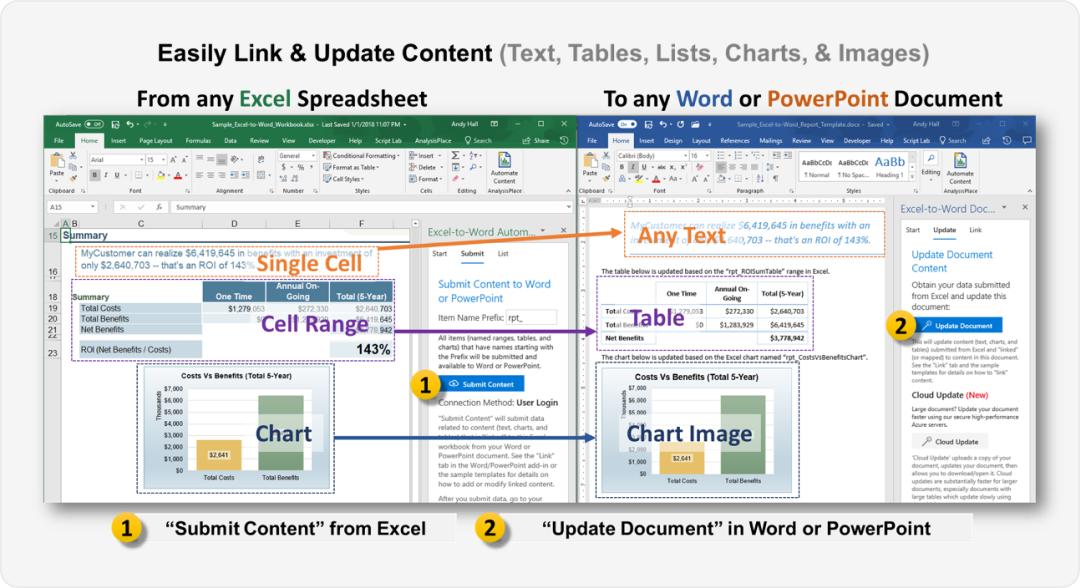 Easily Link & Update Content (Text, Tables, Lists, Charts, & Images)
From any Excel Spreadsheet
To any Word or PowerPoint Document
AutoSave Off
Sample_Excel-to-Word_Workbook.xlsx - Last Saved 1/1/2018 11:07 PM
Andy Hall
File Home Insert Page Layout Formulas Data Review View Developer Help Script Lab AnalysisPlace Search Share
Paste
Arial 15
General
Conditional Formatting
Format as Table
Cell Styles
Insert
Delete
Format
Automate
Content
Clipboard Font Alignment Number Styles Cells Editing AnalysisPlace
A15 Summary
A B C D E F
15 Summary
MyCustomer can realize $6,419,645 in benefits with an investment of
16 only $2,640,703 -- that's an ROI of 143%
Single Cell
18 Summary One Time Annual On-Going Total (5-Year)
19 Total Costs $1,279,053 $272,330 $2,640,703
20 Total Benefits $1,283,929 $6,419,645
21 Net Benefits $3,778,942
22
23 ROI (Net Benefits / Costs) 143%
Cell Range
Costs Vs Benefits (Total 5-Year)
Thousands
$7,000
$6,000
$5,000
$4,000
$3,000
$2,000
$1,000
$0
$2,641
Total Costs Total Benefits
Chart
Excel-to-Word Autom...
Start Submit List
Submit Content to Word
or PowerPoint
Item Name Prefix: rpt_
All items (named ranges, tables, and
charts) that have names starting with
the Prefix will be submitted and
available to Word or PowerPoint.
1
Submit Content
Connection Method: User Login
"Submit Content" will submit data
related to content (text, charts, and
workbook from your Word or
PowerPoint document. See the "Link"
tab in the Word/PowerPoint add-in or
the sample templates for details on
how to add or modify linked content.
After you submit data, go to your
AutoSave On
Sample_Excel-to-Word_Report_Template.docx - Saved
Andy Hall
File Home Insert Design Layout References Mailings Review View Developer Help Script Lab Search
Paste
Calibri (Body) 16
AaBbCcDc AaBbCcDc AaBb
¶ Normal ¶ No Spac... Heading 1
Editing
Automate
Content
Clipboard Font Paragraph Styles AnalysisPlace
MyCustomer can realize $6,419,645 in benefits with an
investment of only $2,640,703 -- that's an ROI of 143%.
Any Text
The table below is updated based on the "rpt_ROISumTable" range in Excel.
One Time Annual On-Going Total (5-Year)
Total Costs $1,279,053 $272,330 $2,640,703
Total Benefits $0 $1,283,929 $6,419,645
Net Benefits $3,778,942
Table
The chart below is updated based on the Excel chart named "rpt_CostsVsBenefitsChart".
Costs Vs Benefits (Total 5-Year)
Thousands
$7,000
$6,000
$5,000
$4,000
$3,000
$2,000
$1,000
$0
$2,641
Total Costs Total Benefits
Chart Image
Excel-to-Word Doc...
Start Update Link
Update Document
Content
Obtain your data submitted
from Excel and update this
document:
2
Update Document
This will update content (text, charts, and
tables) submitted from Excel and "linked"
(or mapped) to content in this document.
See the "Link" tab and the sample
templates for details on how to "link"
content.
Cloud Update (New)
Large document? Update your document
faster using our secure high-performance
Azure servers.
Cloud Update
'Cloud Update' uploads a copy of your
document, updates your document, then
allows you to download/open it. Cloud
updates are substantially faster for larger
documents, especially documents with
large tables which update slowly using
1 "Submit Content" from Excel
2 "Update Document" in Word or PowerPoint